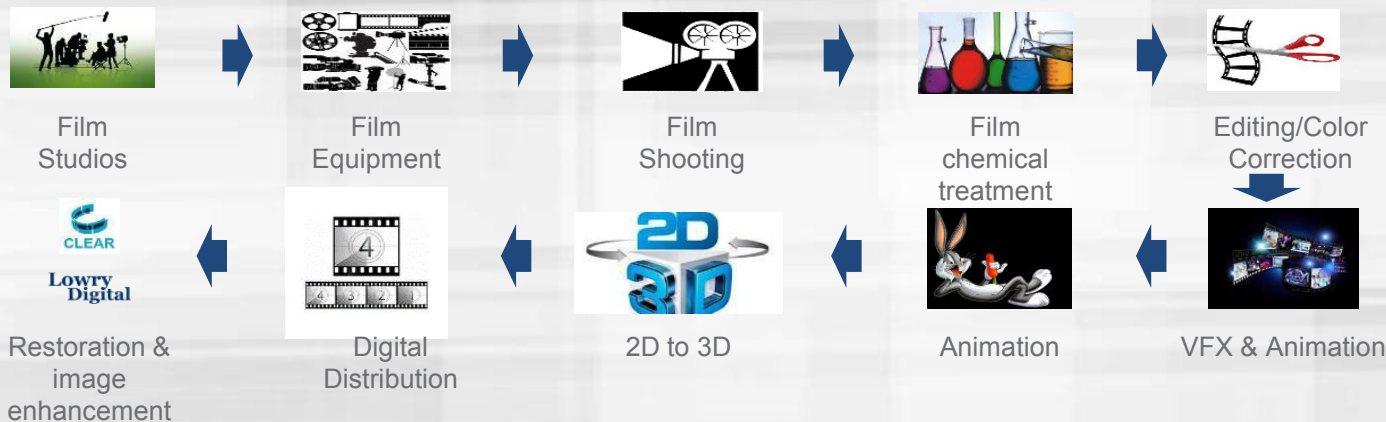 Film
Studios
Film
Equipment
Film
Shooting
Film
chemical
treatment
Editing/Color
Correction
CLEAR
Lowry
Digital
Restoration &
image
enhancement
4
4 3 2
Digital
Distribution
2D
3D
2D to 3D
Animation
VFX & Animation